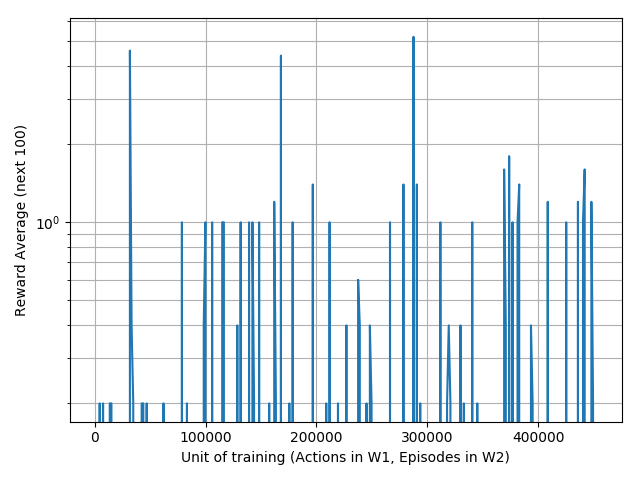 Reward Average (next 100)
10⁰
0 100000 200000 300000 400000
Unit of training (Actions in W1, Episodes in W2)